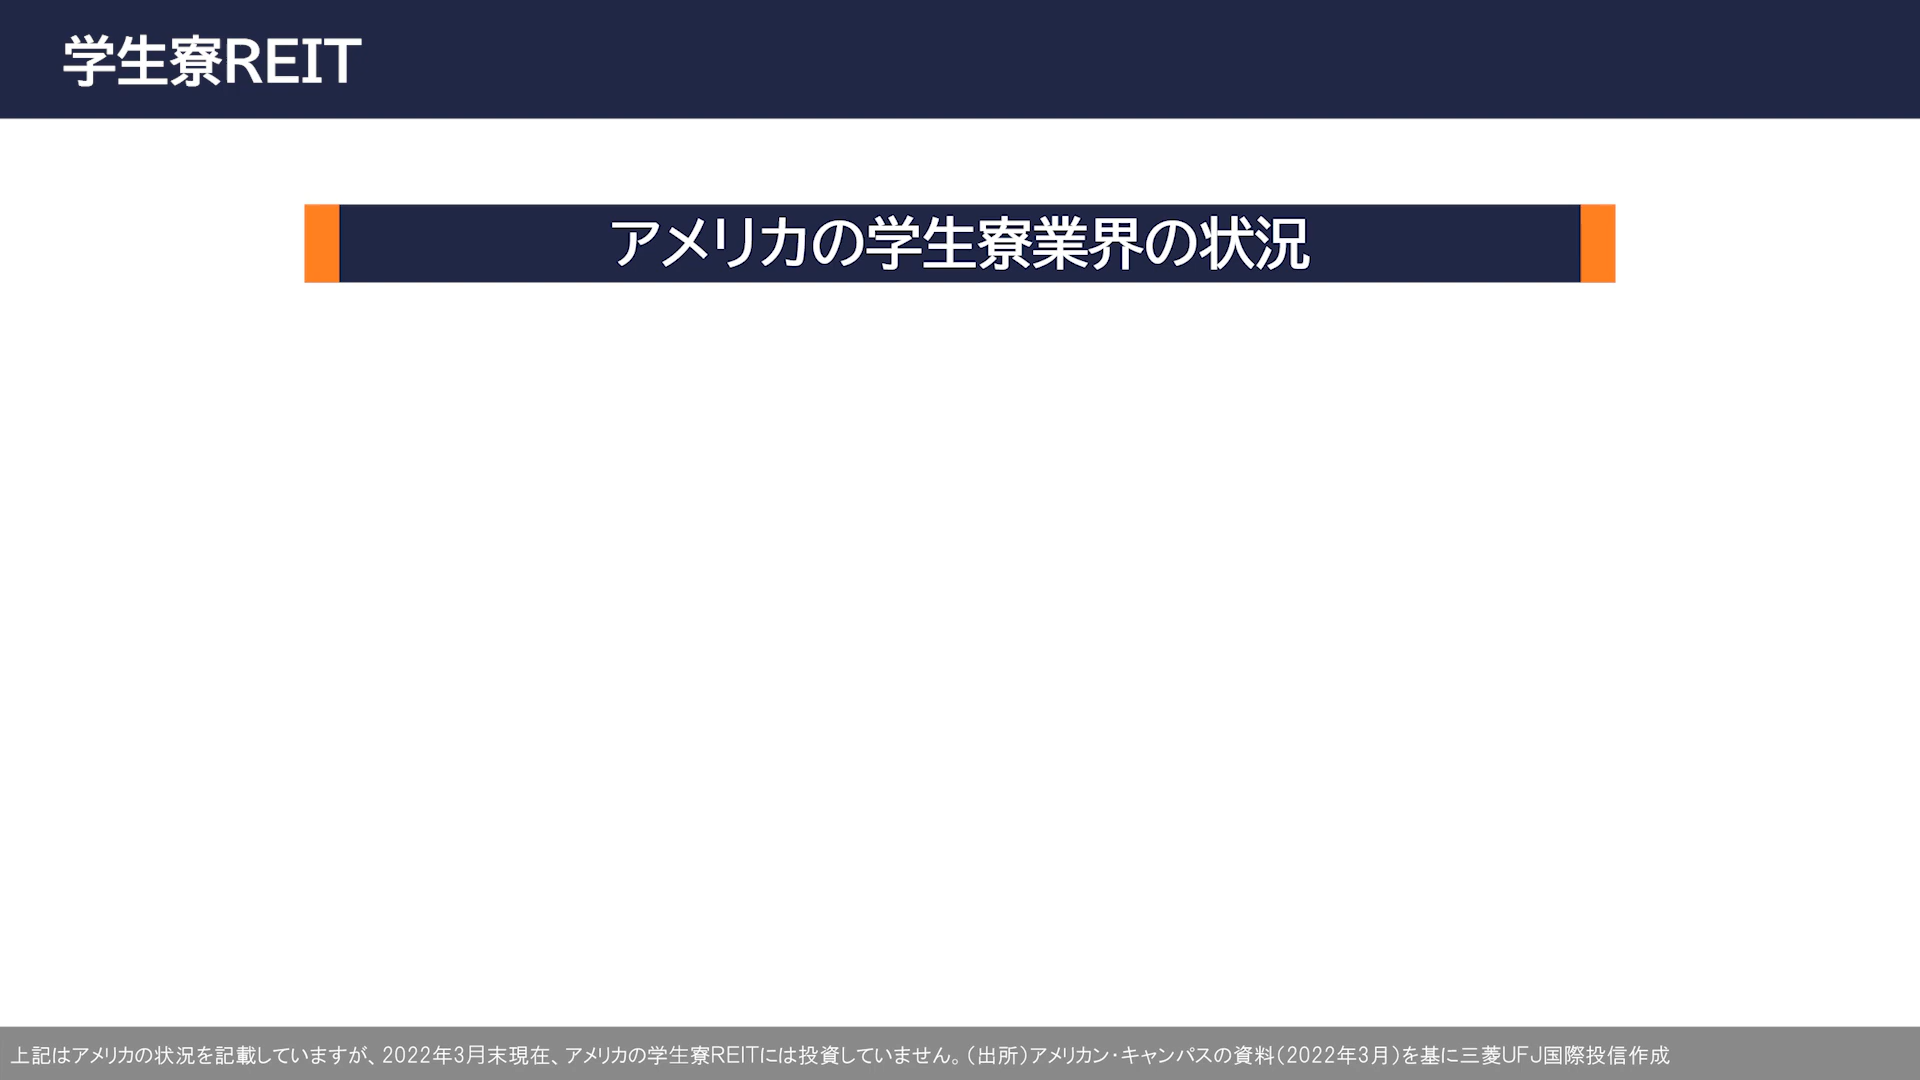 学生寮REIT
アメリカの学生寮業界の状況
上記はアメリカの状況を記載していますが、2022年3月末現在、アメリカの学生寮REITには投資していません。（出所）アメリカン・キャンパスの資料（2022年3月）を基に三菱UFJ国際投信作成